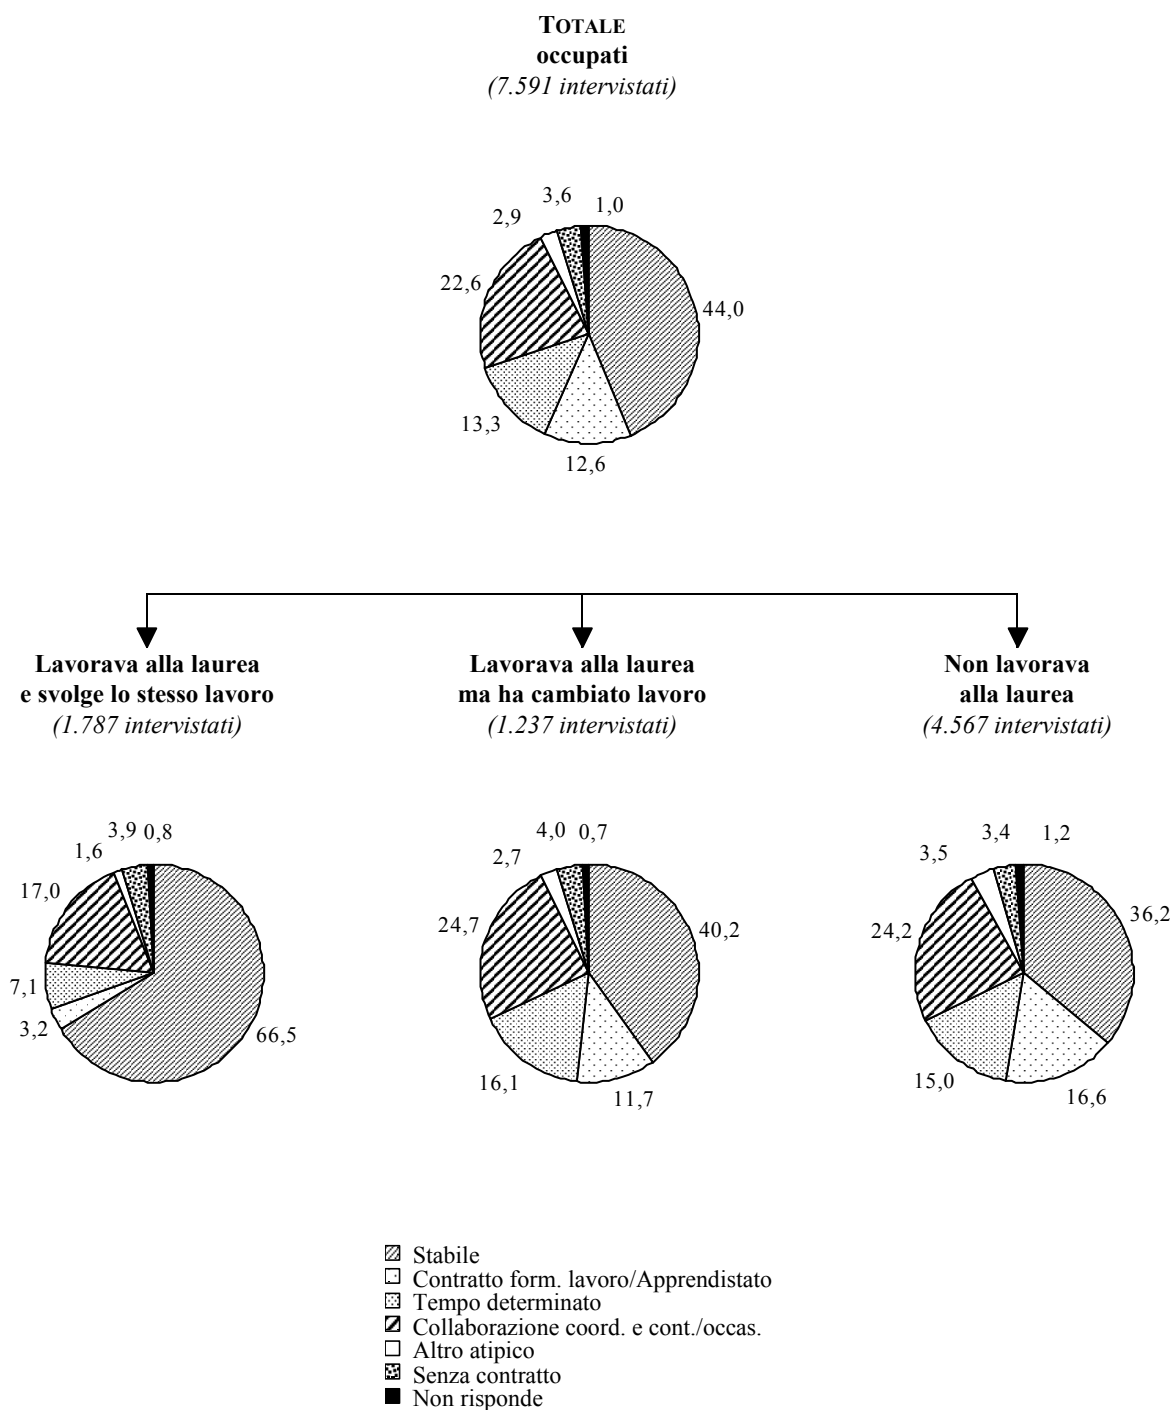 TOTALE
occupati
(7.591 intervistati)
3,6
1,0
2,9
22,6
44,0
13,3
12,6
Lavorava alla laurea
e svolge lo stesso lavoro
(1.787 intervistati)
Lavorava alla laurea
ma ha cambiato lavoro
(1.237 intervistati)
Non lavorava
alla laurea
(4.567 intervistati)
3,9 0,8
1,6
17,0
7,1
3,2
66,5
4,0 0,7
2,7
24,7
40,2
16,1
11,7
3,4
1,2
3,5
24,2
36,2
15,0
16,6
Stabile
Contratto form. lavoro/Apprendistato
Tempo determinato
Collaborazione coord. e cont./occas.
Altro atipico
Senza contratto
Non risponde